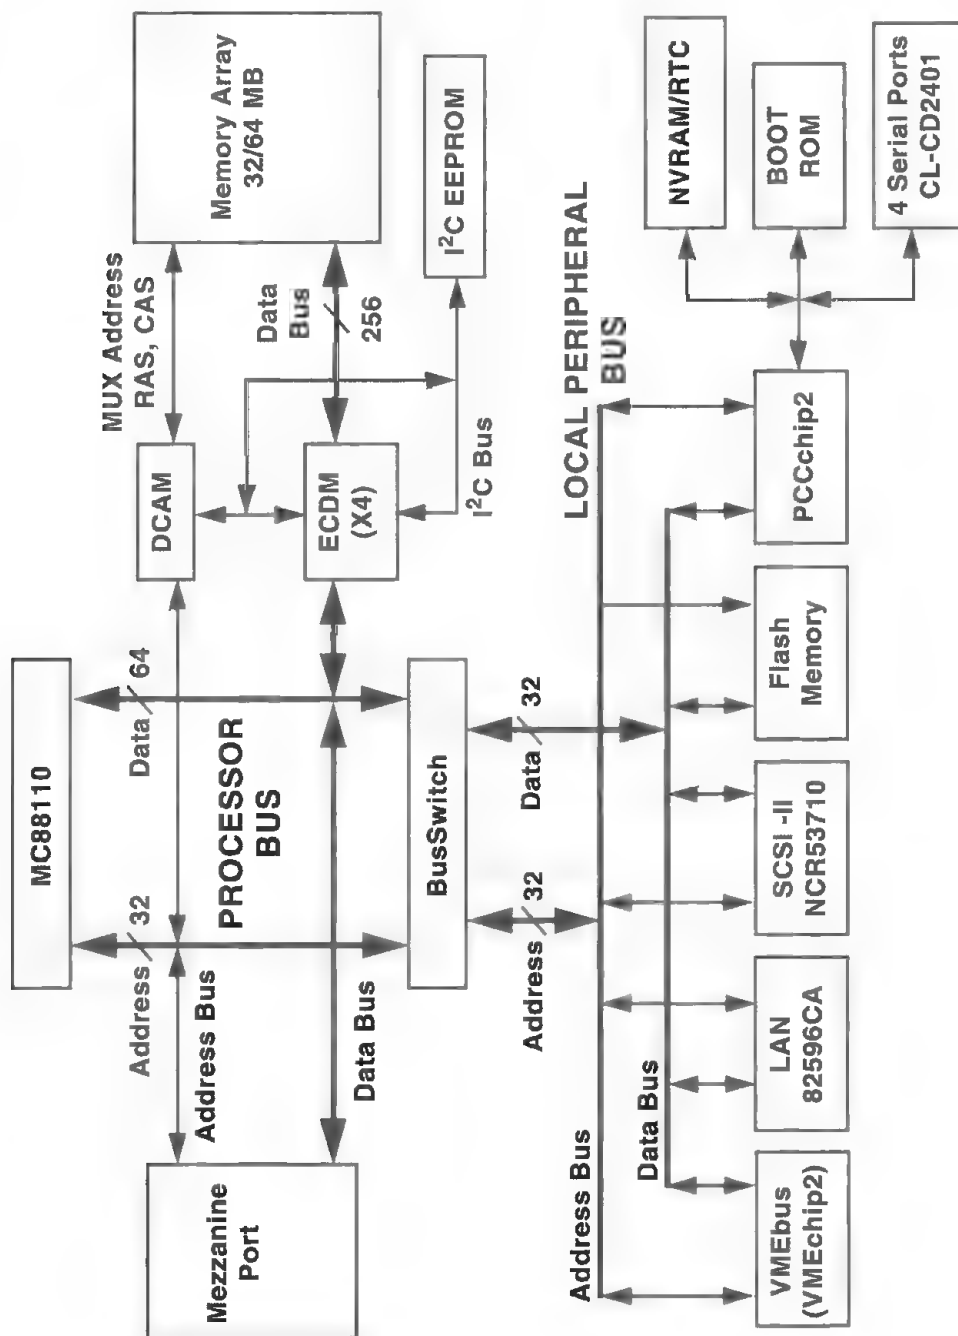 MC88110
Address
32
Data
64
Mezzanine
Port
Address Bus
Data Bus
PROCESSOR
BUS
DCAM
ECDM
(X4)
MUX Address
RAS, CAS
Data
Bus
256
Memory Array
32/64 MB
I²C EEPROM
I²C Bus
BusSwitch
Address
32
Data
32
LOCAL PERIPHERAL
BUS
Address Bus
Data Bus
VMEbus
(VMEchip2)
LAN
82596CA
SCSI -II
NCR53710
Flash
Memory
PCCchip2
NVRAM/RTC
BOOT
ROM
4 Serial Ports
CL-CD2401